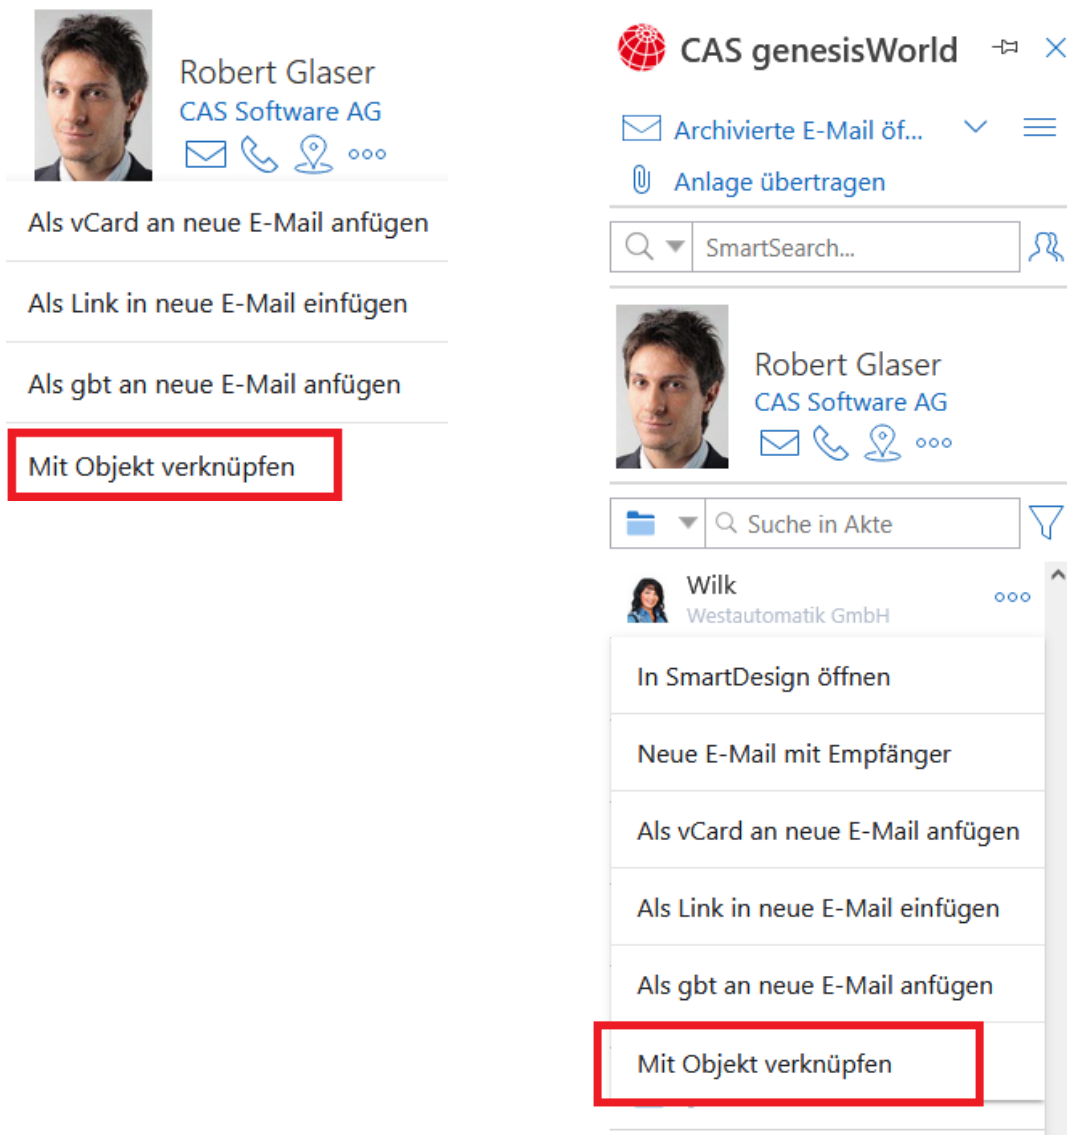 Robert Glaser
CAS Software AG
Als vCard an neue E-Mail anfügen
Als Link in neue E-Mail einfügen
Als gbt an neue E-Mail anfügen
Mit Objekt verknüpfen
CAS genesisWorld
Archivierte E-Mail öf...
Anlage übertragen
SmartSearch...
Robert Glaser
CAS Software AG
Suche in Akte
Wilk
Westautomatik GmbH
In SmartDesign öffnen
Neue E-Mail mit Empfänger
Als vCard an neue E-Mail anfügen
Als Link in neue E-Mail einfügen
Als gbt an neue E-Mail anfügen
Mit Objekt verknüpfen